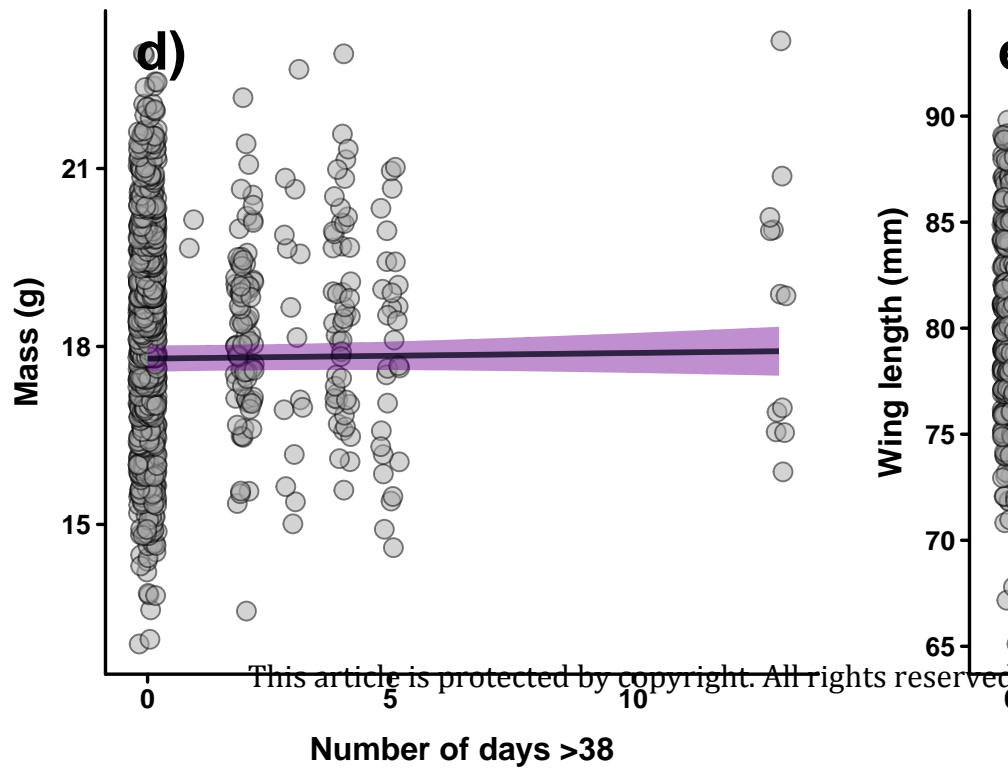 d)
e
21
18
15
Mass (g)
0
5
10
Number of days >38
90
85
80
75
70
65
Wing length (mm)
This article is protected by copyright. All rights reserved